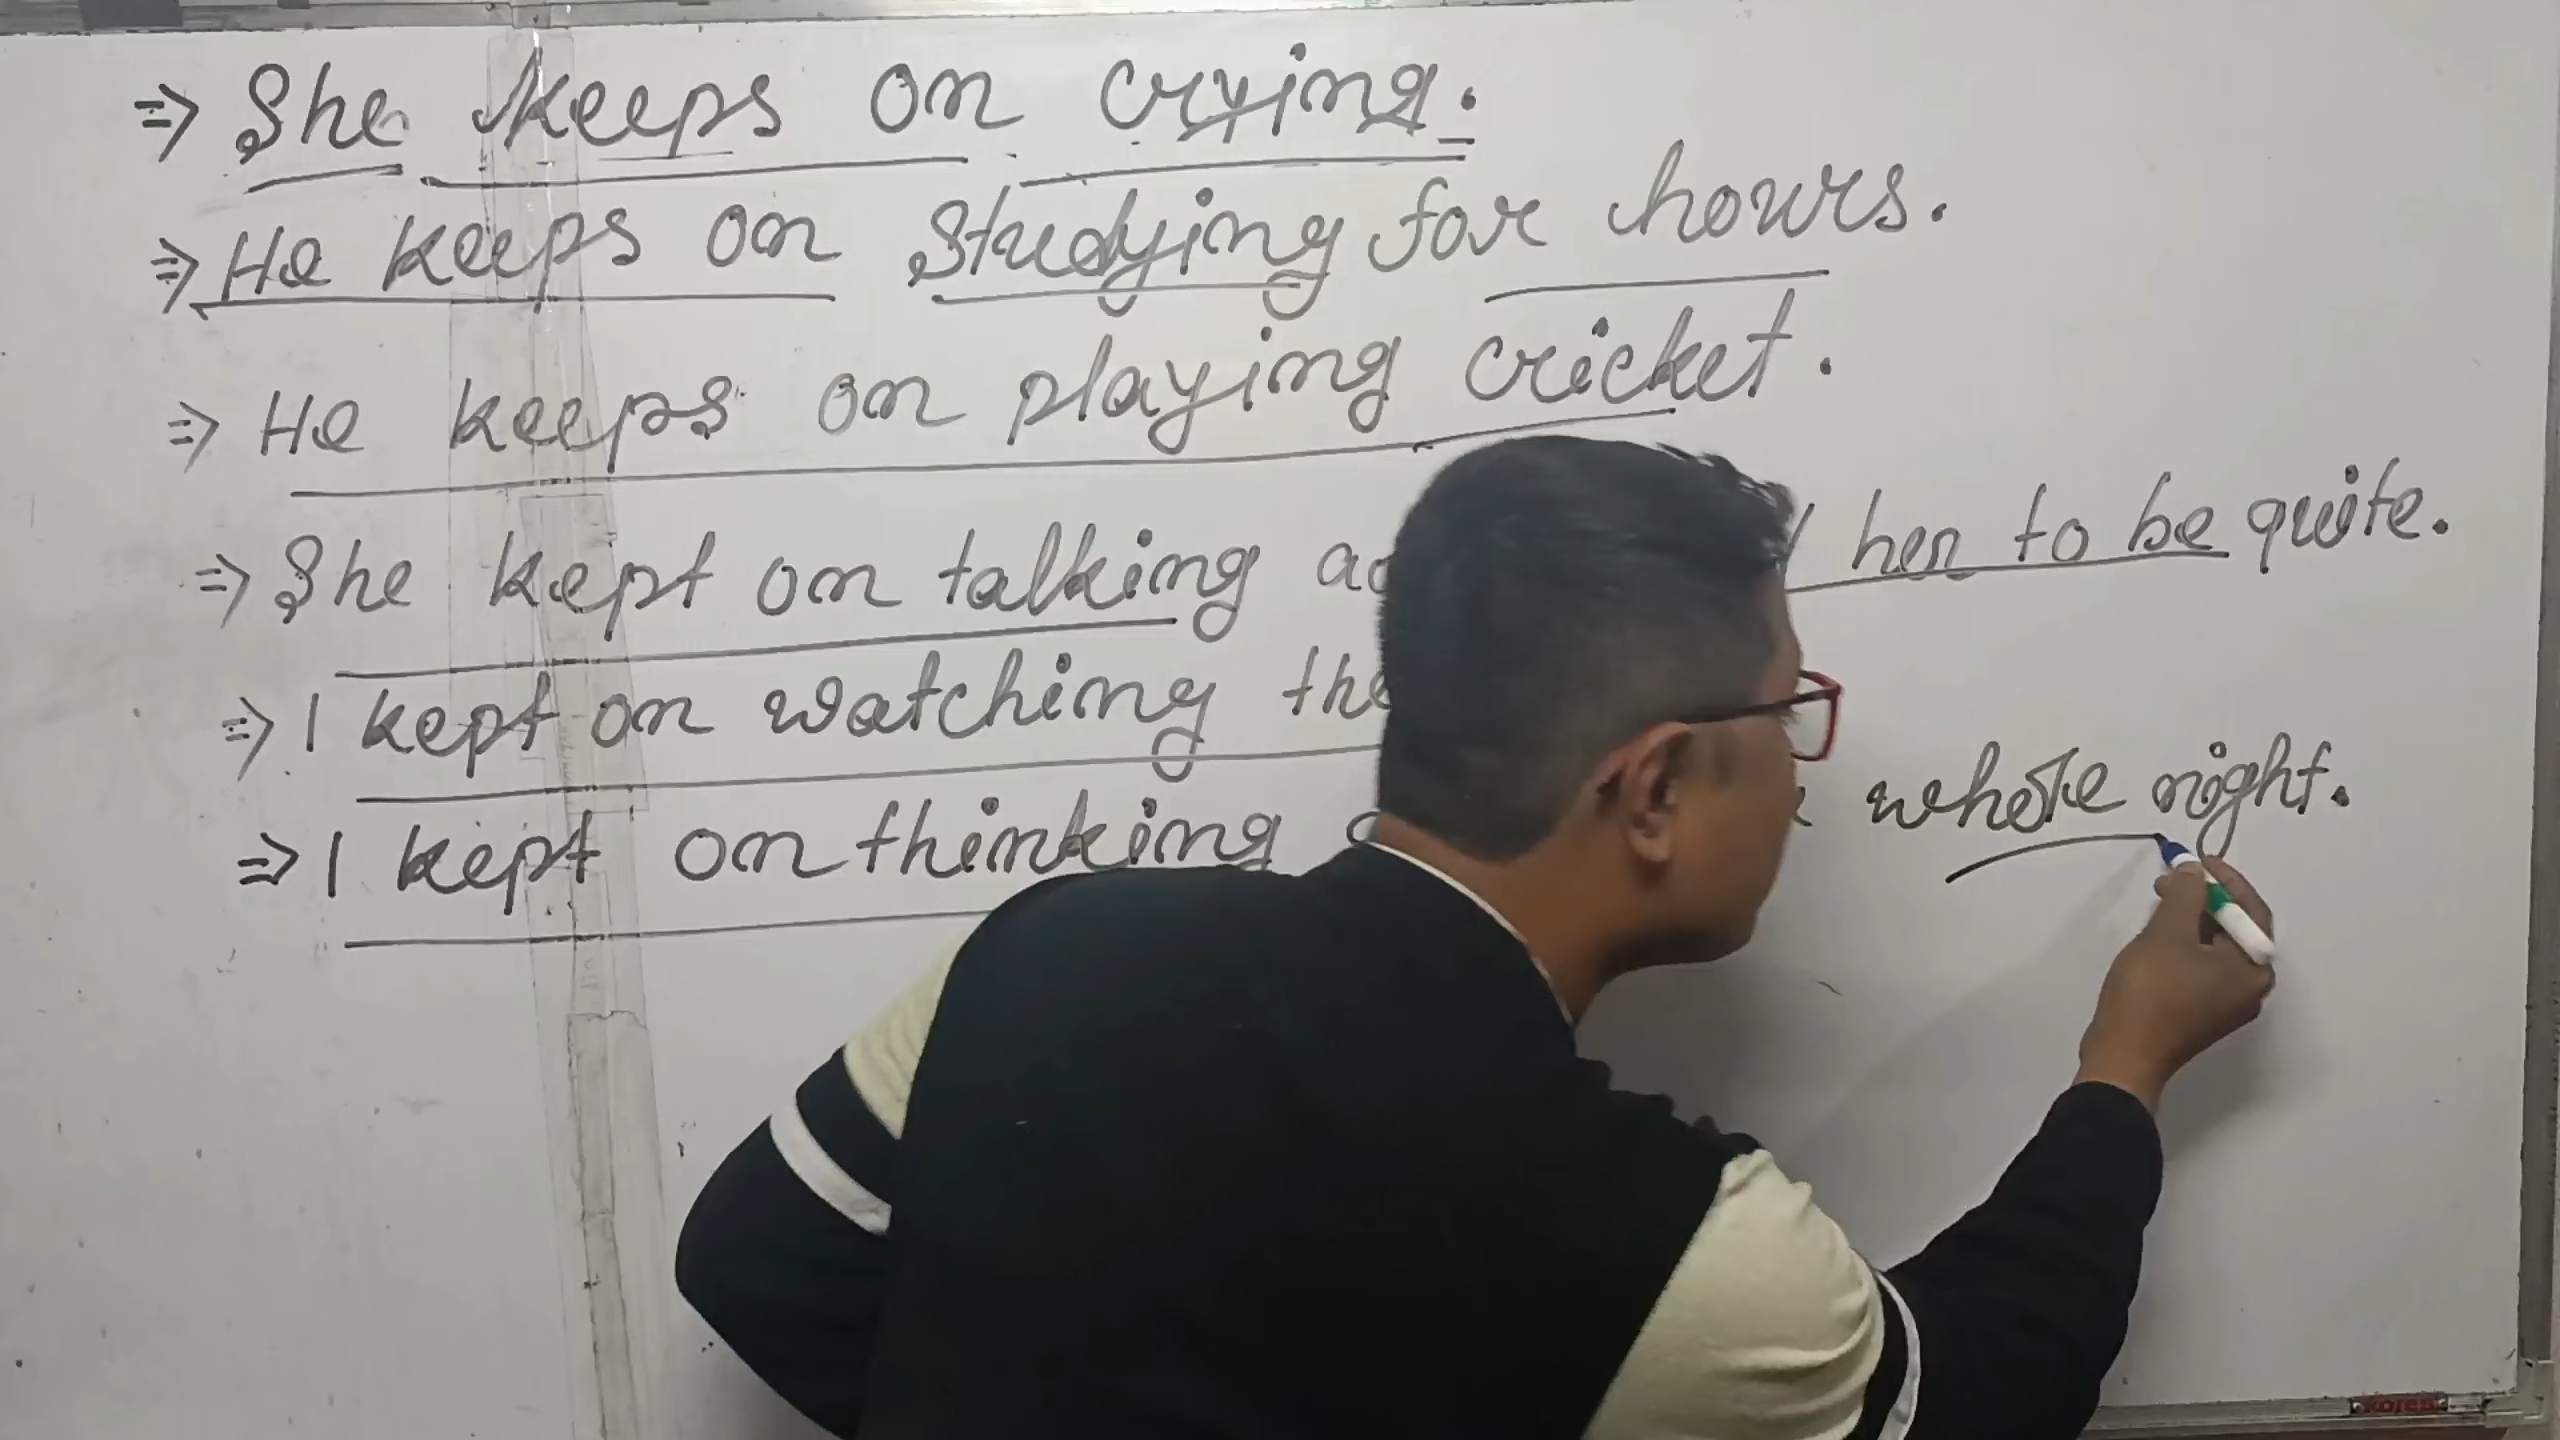 ⇒ She keeps on crying.
⇒ He keeps on studying for hours.
⇒ He keeps on playing cricket.
⇒ She kept on talking her to be quite.
⇒ I kept on watching the
⇒ I kept on thinking whole night.
Kores